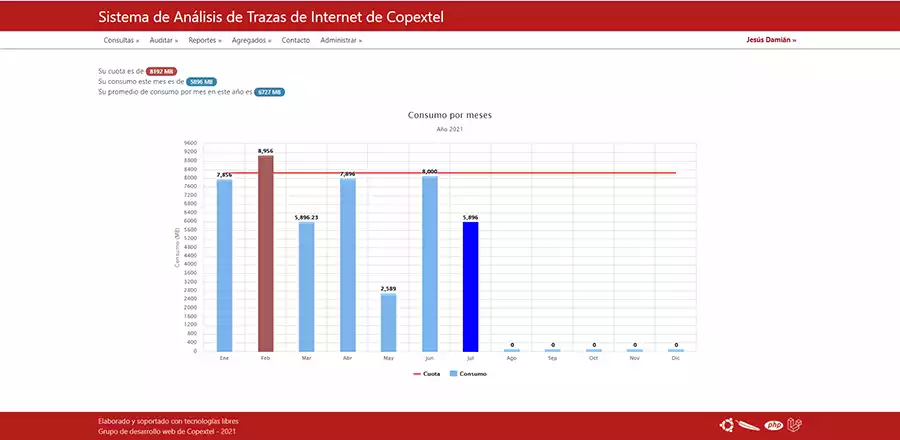 Sistema de Análisis de Trazas de Internet de Copextel
Consultas » Auditar » Reportes » Agregados » Contacto Administrar » Jesús Damián »
Su cuota es de 8192 MB
Su consumo este mes es de 5896 MB
Su promedio de consumo por mes en este año es 6727 MB
Consumo por meses
Año 2021
Consumo (MB)
9600
9200
8800
8400
8000
7600
7200
6800
6400
6000
5600
5200
4800
4400
4000
3600
3200
2800
2400
2000
1600
1200
800
400
0
7,856
8,956
5,896.23
7,896
2,589
8,000
5,896
0
0
0
0
0
Ene Feb Mar Abr May Jun Jul Ago Sep Oct Nov Dic
Cuota Consumo
Elaborado y soportado con tecnologías libres
Grupo de desarrollo web de Copextel - 2021
php